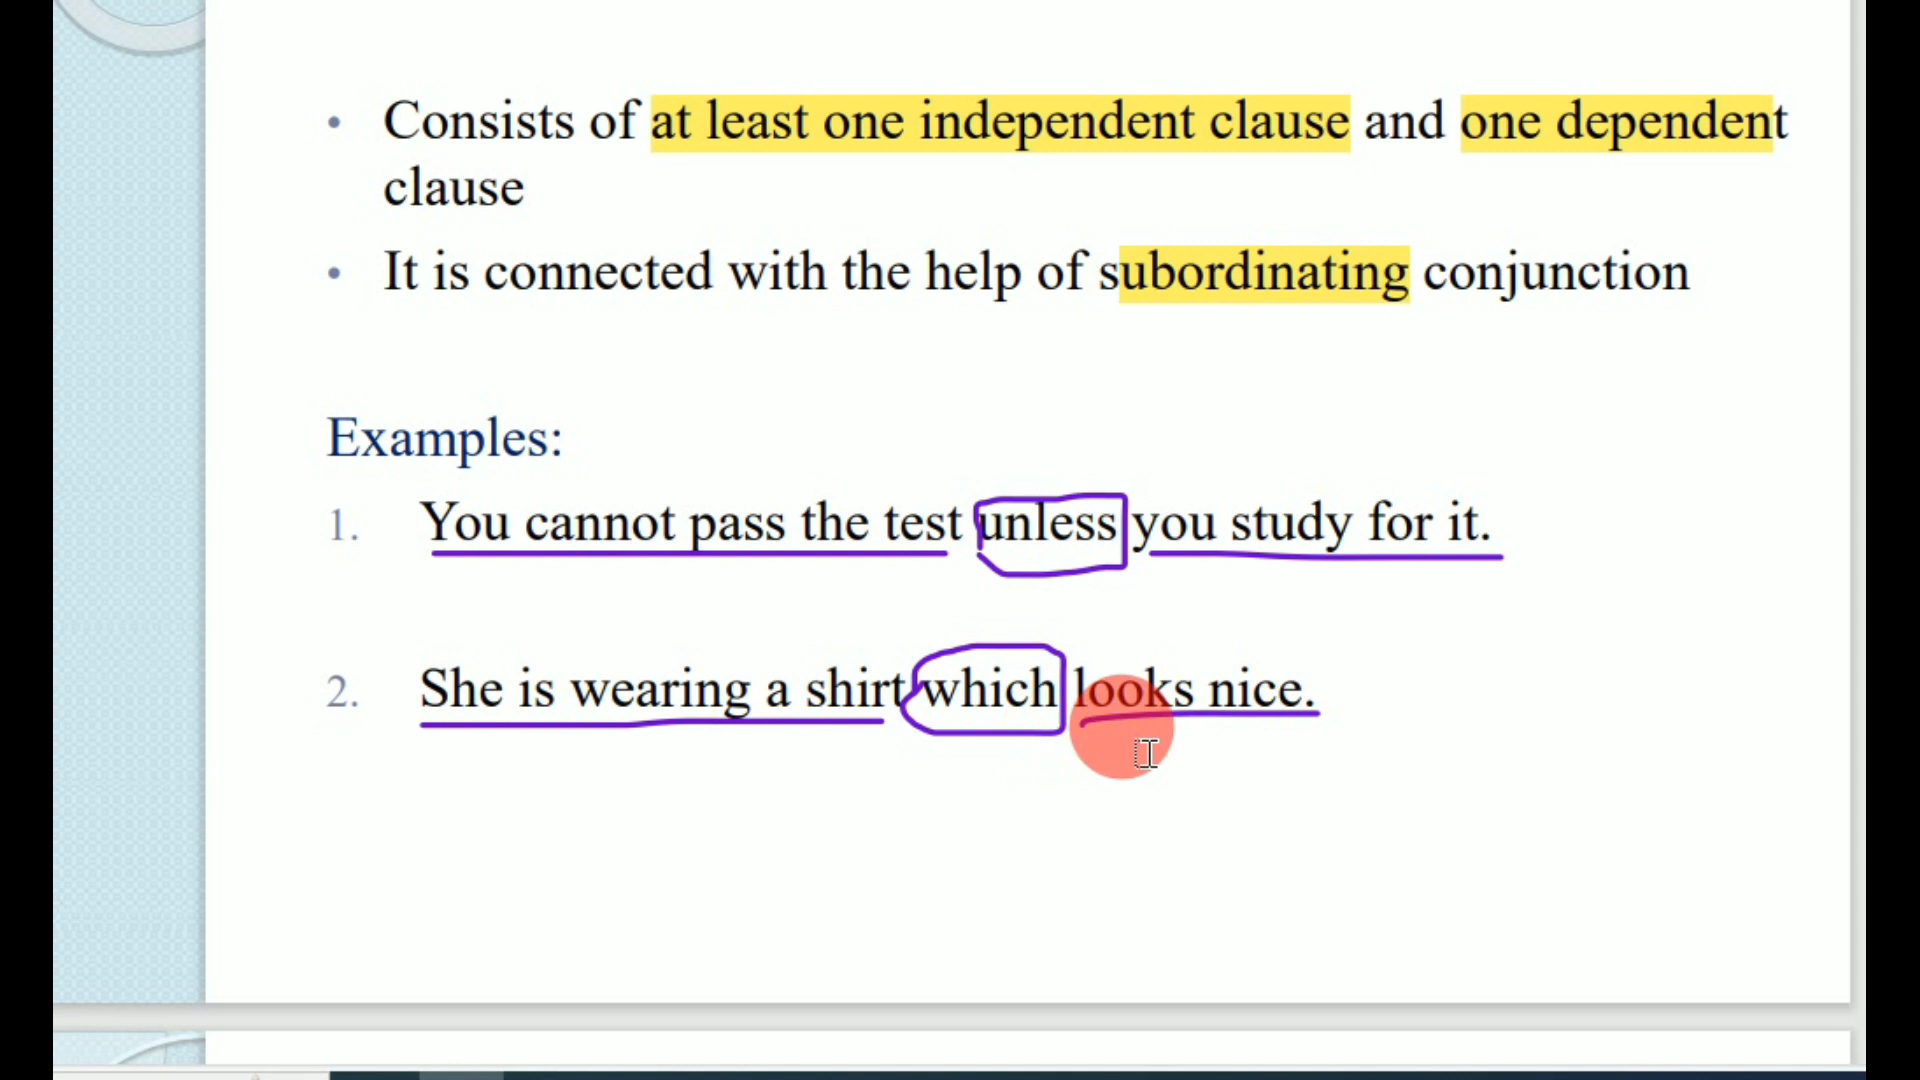 • Consists of at least one independent clause and one dependent
clause
• It is connected with the help of subordinating conjunction
Examples:
1. You cannot pass the test unless you study for it.
2. She is wearing a shirt which looks nice.